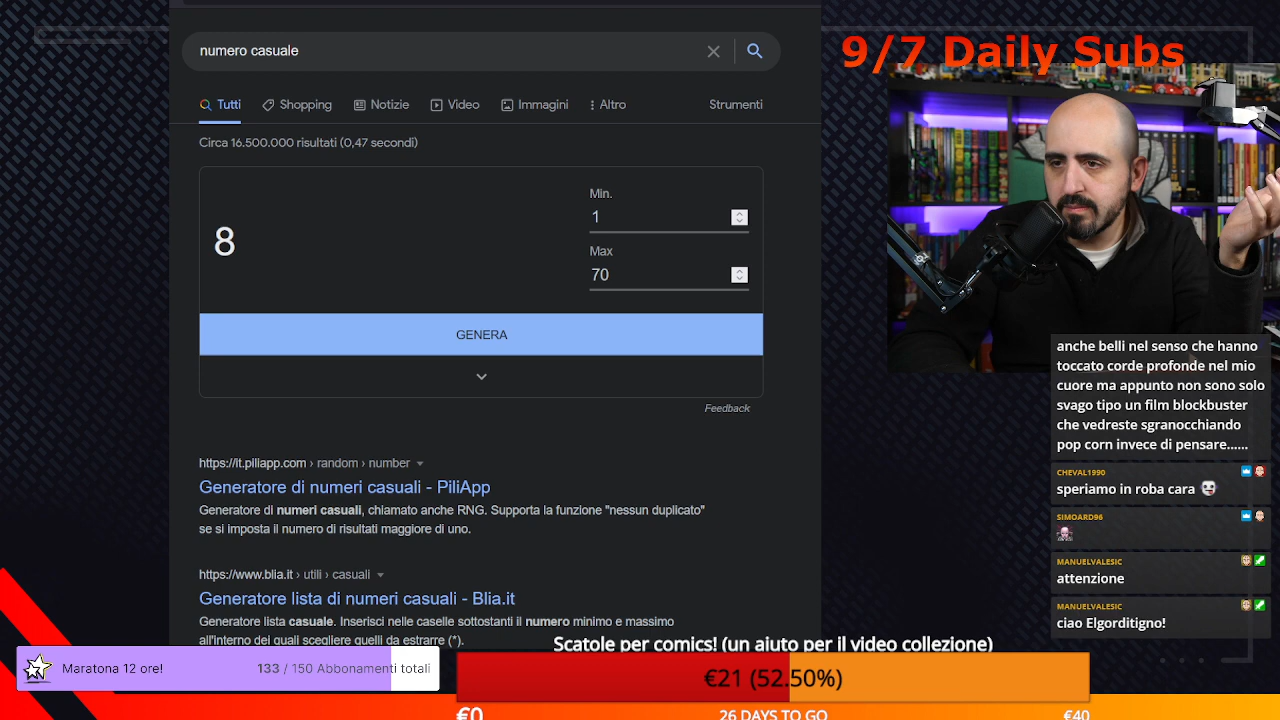 numero casuale
Tutti
Shopping
Notizie
Video
Immagini
Altro
Strumenti
Circa 16.500.000 risultati (0,47 secondi)
8
Min.
1
Max
70
GENERA
Feedback
https://it.piliapp.com › random › number
Generatore di numeri casuali - PiliApp
Generatore di numeri casuali, chiamato anche RNG. Supporta la funzione "nessun duplicato"
se si imposta il numero di risultati maggiore di uno.
https://www.blia.it › utili › casuali
Generatore lista di numeri casuali - Blia.it
Generatore lista casuale. Inserisci nelle caselle sottostanti il numero minimo e massimo
all'interno dei quali scegliere quelli da estrarre (*).
9/7 Daily Subs
anche belli nel senso che hanno
toccato corde profonde nel mio
cuore ma appunto non sono solo
svago tipo un film blockbuster
che vedreste sgranocchiando
pop corn invece di pensare......
CHEVAL1990
speriamo in roba cara
SIMOARD96
MANUELVALESIC
attenzione
MANUELVALESIC
ciao Elgorditigno!
Maratona 12 ore!
133 / 150 Abbonamenti totali
Scatole per comics! (un aiuto per il video collezione)
€21 (52.50%)
€0
26 DAYS TO GO
€40